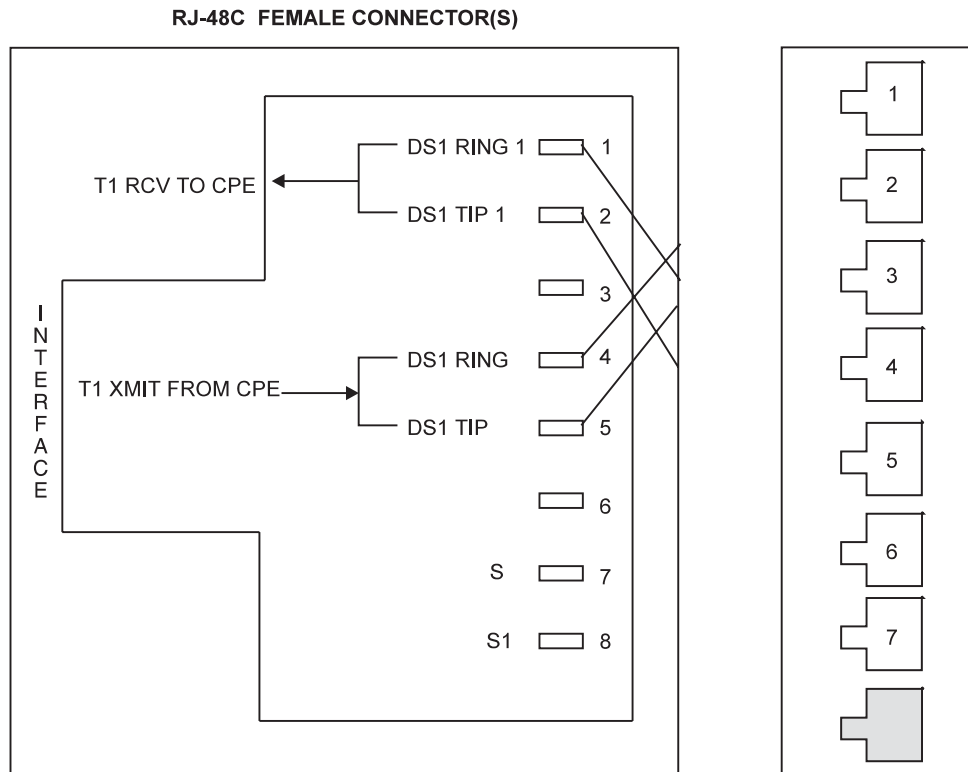 RJ-48C FEMALE CONNECTOR(S)
INTERFACE
T1 RCV TO CPE
DS1 RING 1 1
DS1 TIP 1 2
3
T1 XMIT FROM CPE
DS1 RING 4
DS1 TIP 5
6
S 7
S1 8
1
2
3
4
5
6
7